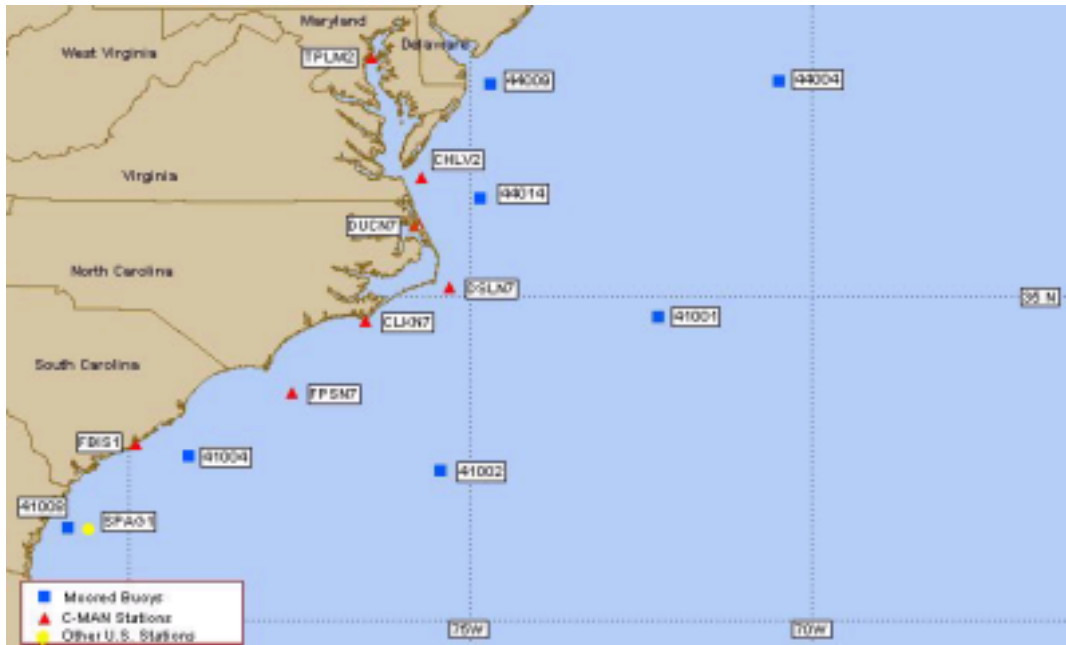 Maryland
West Virginia
Delaware
TPLM2
44009
44004
CHLV2
Virginia
44014
DUCN7
North Carolina
DSLN7
35 N
41001
CLKN7
South Carolina
FPSN7
FBIS1
41004
41002
41008
SPAG1
Moored Buoys
C-MAN Stations
Other U.S. Stations
75W
70W